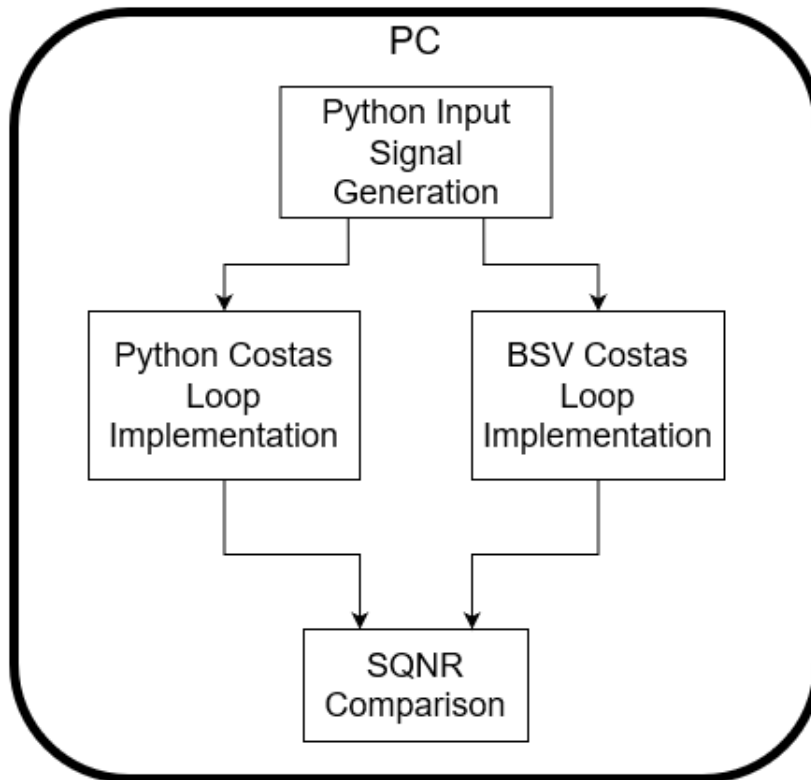 PC
Python Input
Signal
Generation
Python Costas
Loop
Implementation
BSV Costas
Loop
Implementation
SQNR
Comparison